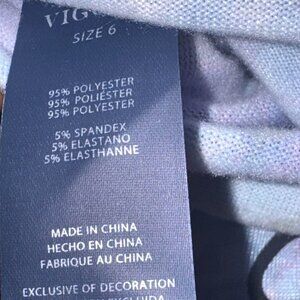 SIZE 6
95% POLYESTER
95% POLIÉSTER
95% POLYESTER
5% SPANDEX
5% ELASTANO
5% ELASTHANNE
MADE IN CHINA
HECHO EN CHINA
FABRIQUE AU CHINA
EXCLUSIVE OF DECORATION